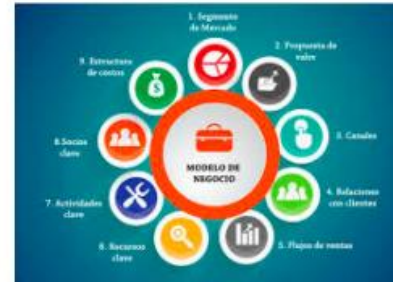 1. Segmento
de Mercado
2. Propuesta de
valor
3. Canales
4. Relaciones
con clientes
5. Flujos de ventas
6. Recursos
clave
7. Actividades
clave
8.Socios
clave
9. Estructura
de costos
MODELO DE
NEGOCIO